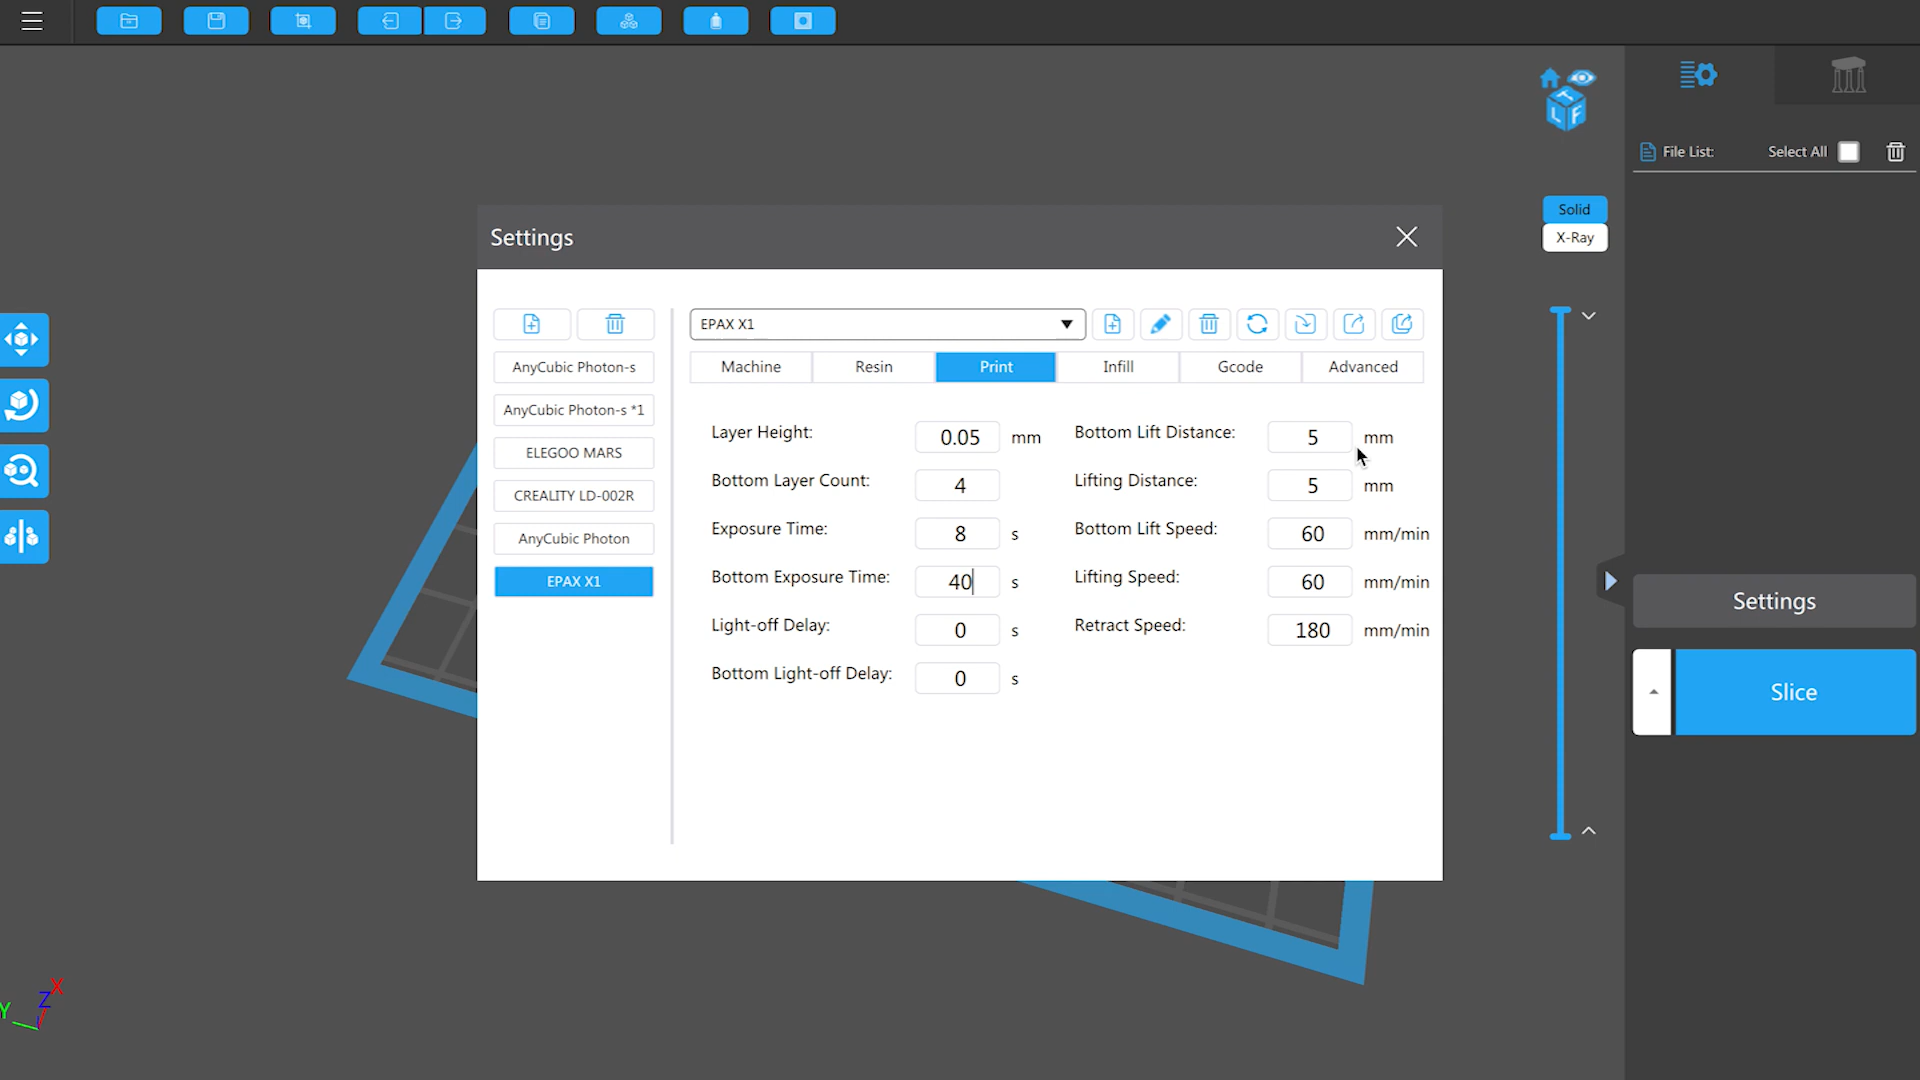 T
L F
File List:
Select All
Solid
X-Ray
Settings
EPAX X1
AnyCubic Photon-s
AnyCubic Photon-s *1
ELEGOO MARS
CREALITY LD-002R
AnyCubic Photon
EPAX X1
Machine
Resin
Print
Infill
Gcode
Advanced
Layer Height: 0.05 mm
Bottom Layer Count: 4
Exposure Time: 8 s
Bottom Exposure Time: 40 s
Light-off Delay: 0 s
Bottom Light-off Delay: 0 s
Bottom Lift Distance: 5 mm
Lifting Distance: 5 mm
Bottom Lift Speed: 60 mm/min
Lifting Speed: 60 mm/min
Retract Speed: 180 mm/min
Settings
Slice
X
Z
Y